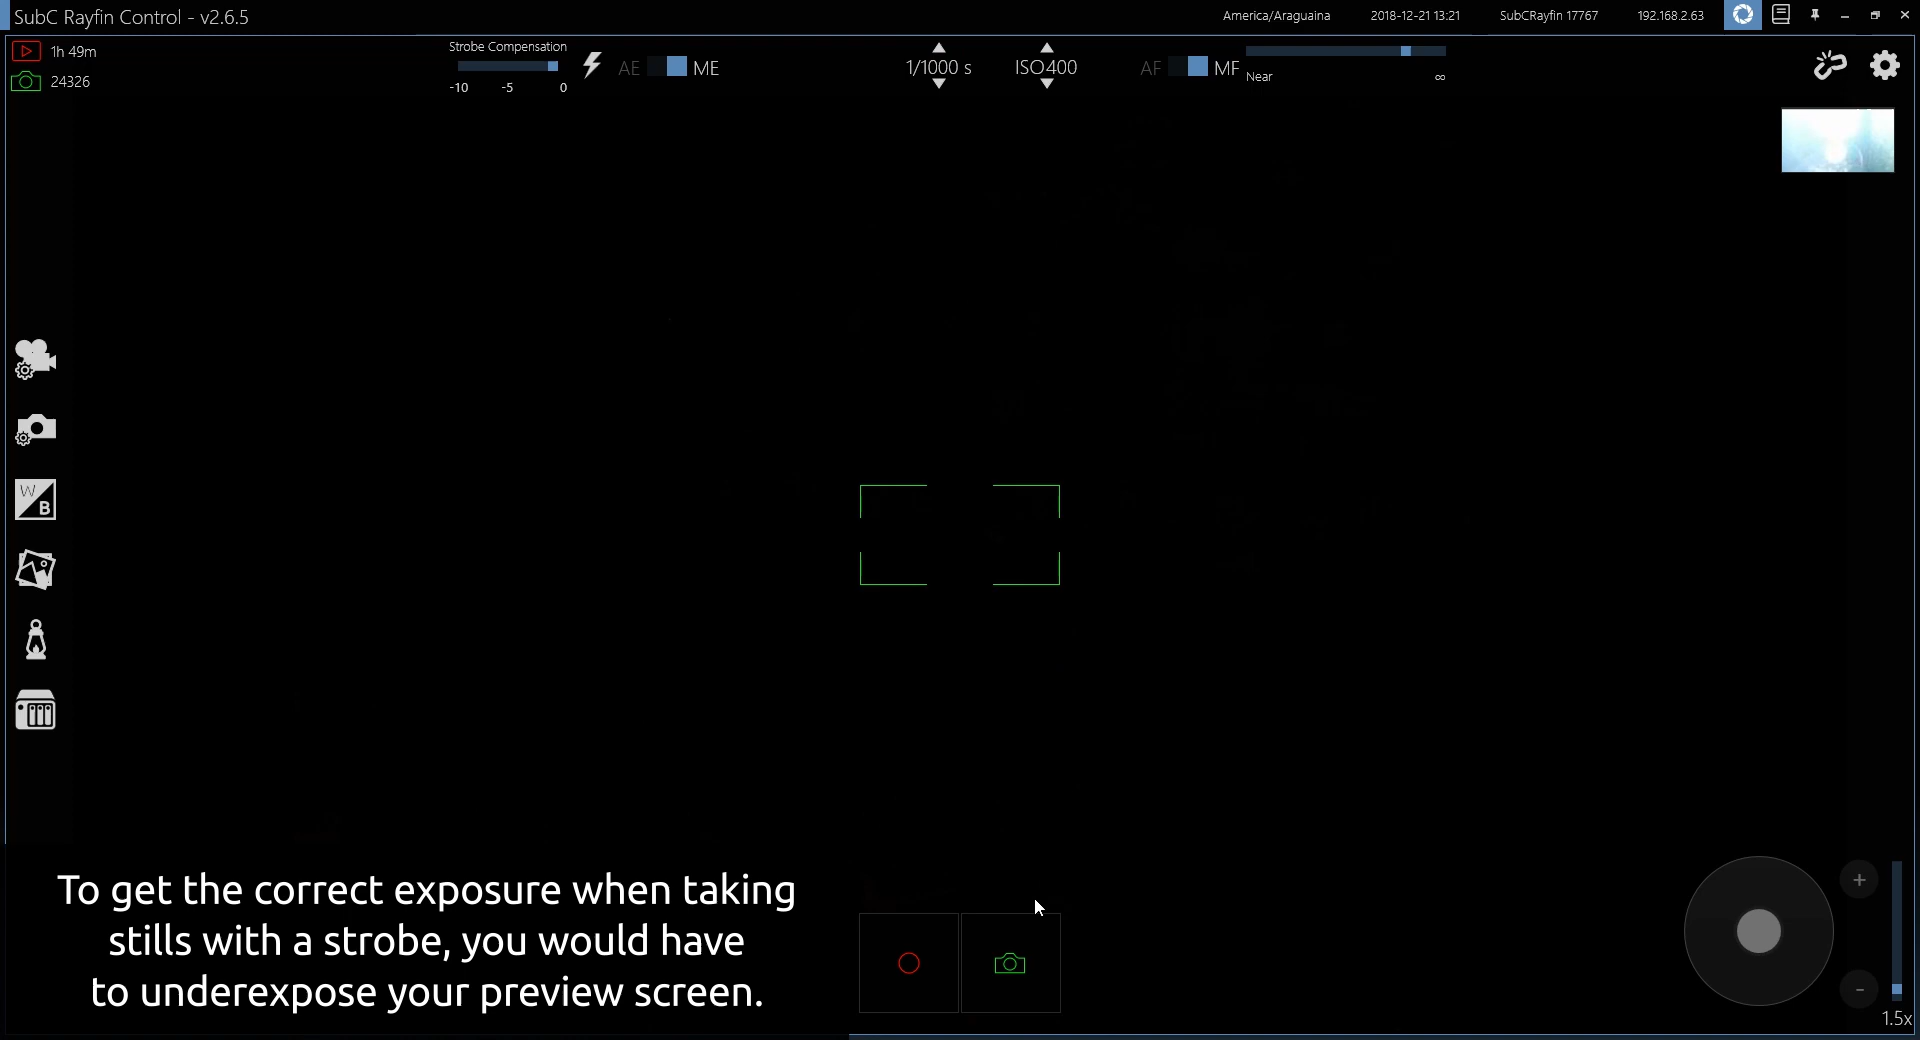 SubC Rayfin Control - v2.6.5
America/Araguaina 2018-12-21 13:21 SubCRayfin 17767 192.168.2.63
1h 49m
24326
Strobe Compensation
-10 -5 0
AE ME
1/1000 s
ISO400
AF MF
Near ∞
W
B
To get the correct exposure when taking
stills with a strobe, you would have
to underexpose your preview screen.
+
-
1.5x